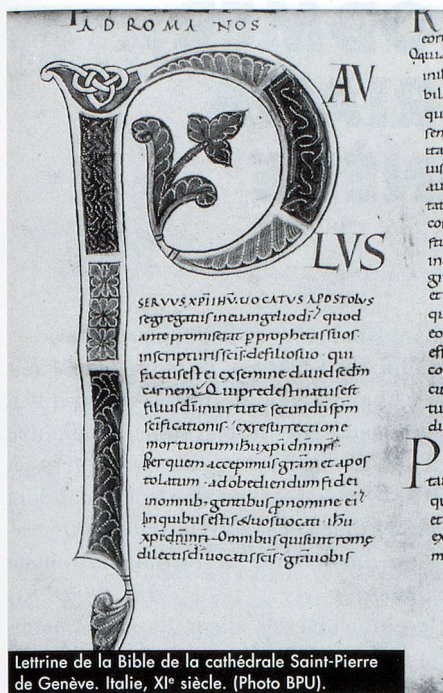 AD ROMANOS
PAV
LVS
SERVUS XPI IHU. UOCATUS APOSTOLUS
segregatus in euangelio di quod
ante promiserat p prophetas suos
in scripturis scis de filio suo qui
factus est ei ex semine dauid sedm
carnem Qui predestinatus est
filius di in uirtute secundu spm
scificationis ex resurrectione
mortuorum ihu xpi dni nri
Per quem accepimus gram et apos
tolatum ad obediendum fidei
in omnib gentibus p nomine ei
In quibus estis & uos uocati ihu
xpi dni nri Omnibus qui sunt rome
dilectis di uocatis scis gra uobis
Lettrine de la Bible de la cathédrale Saint-Pierre
de Genève. Italie, XIe siècle. (Photo BPU).